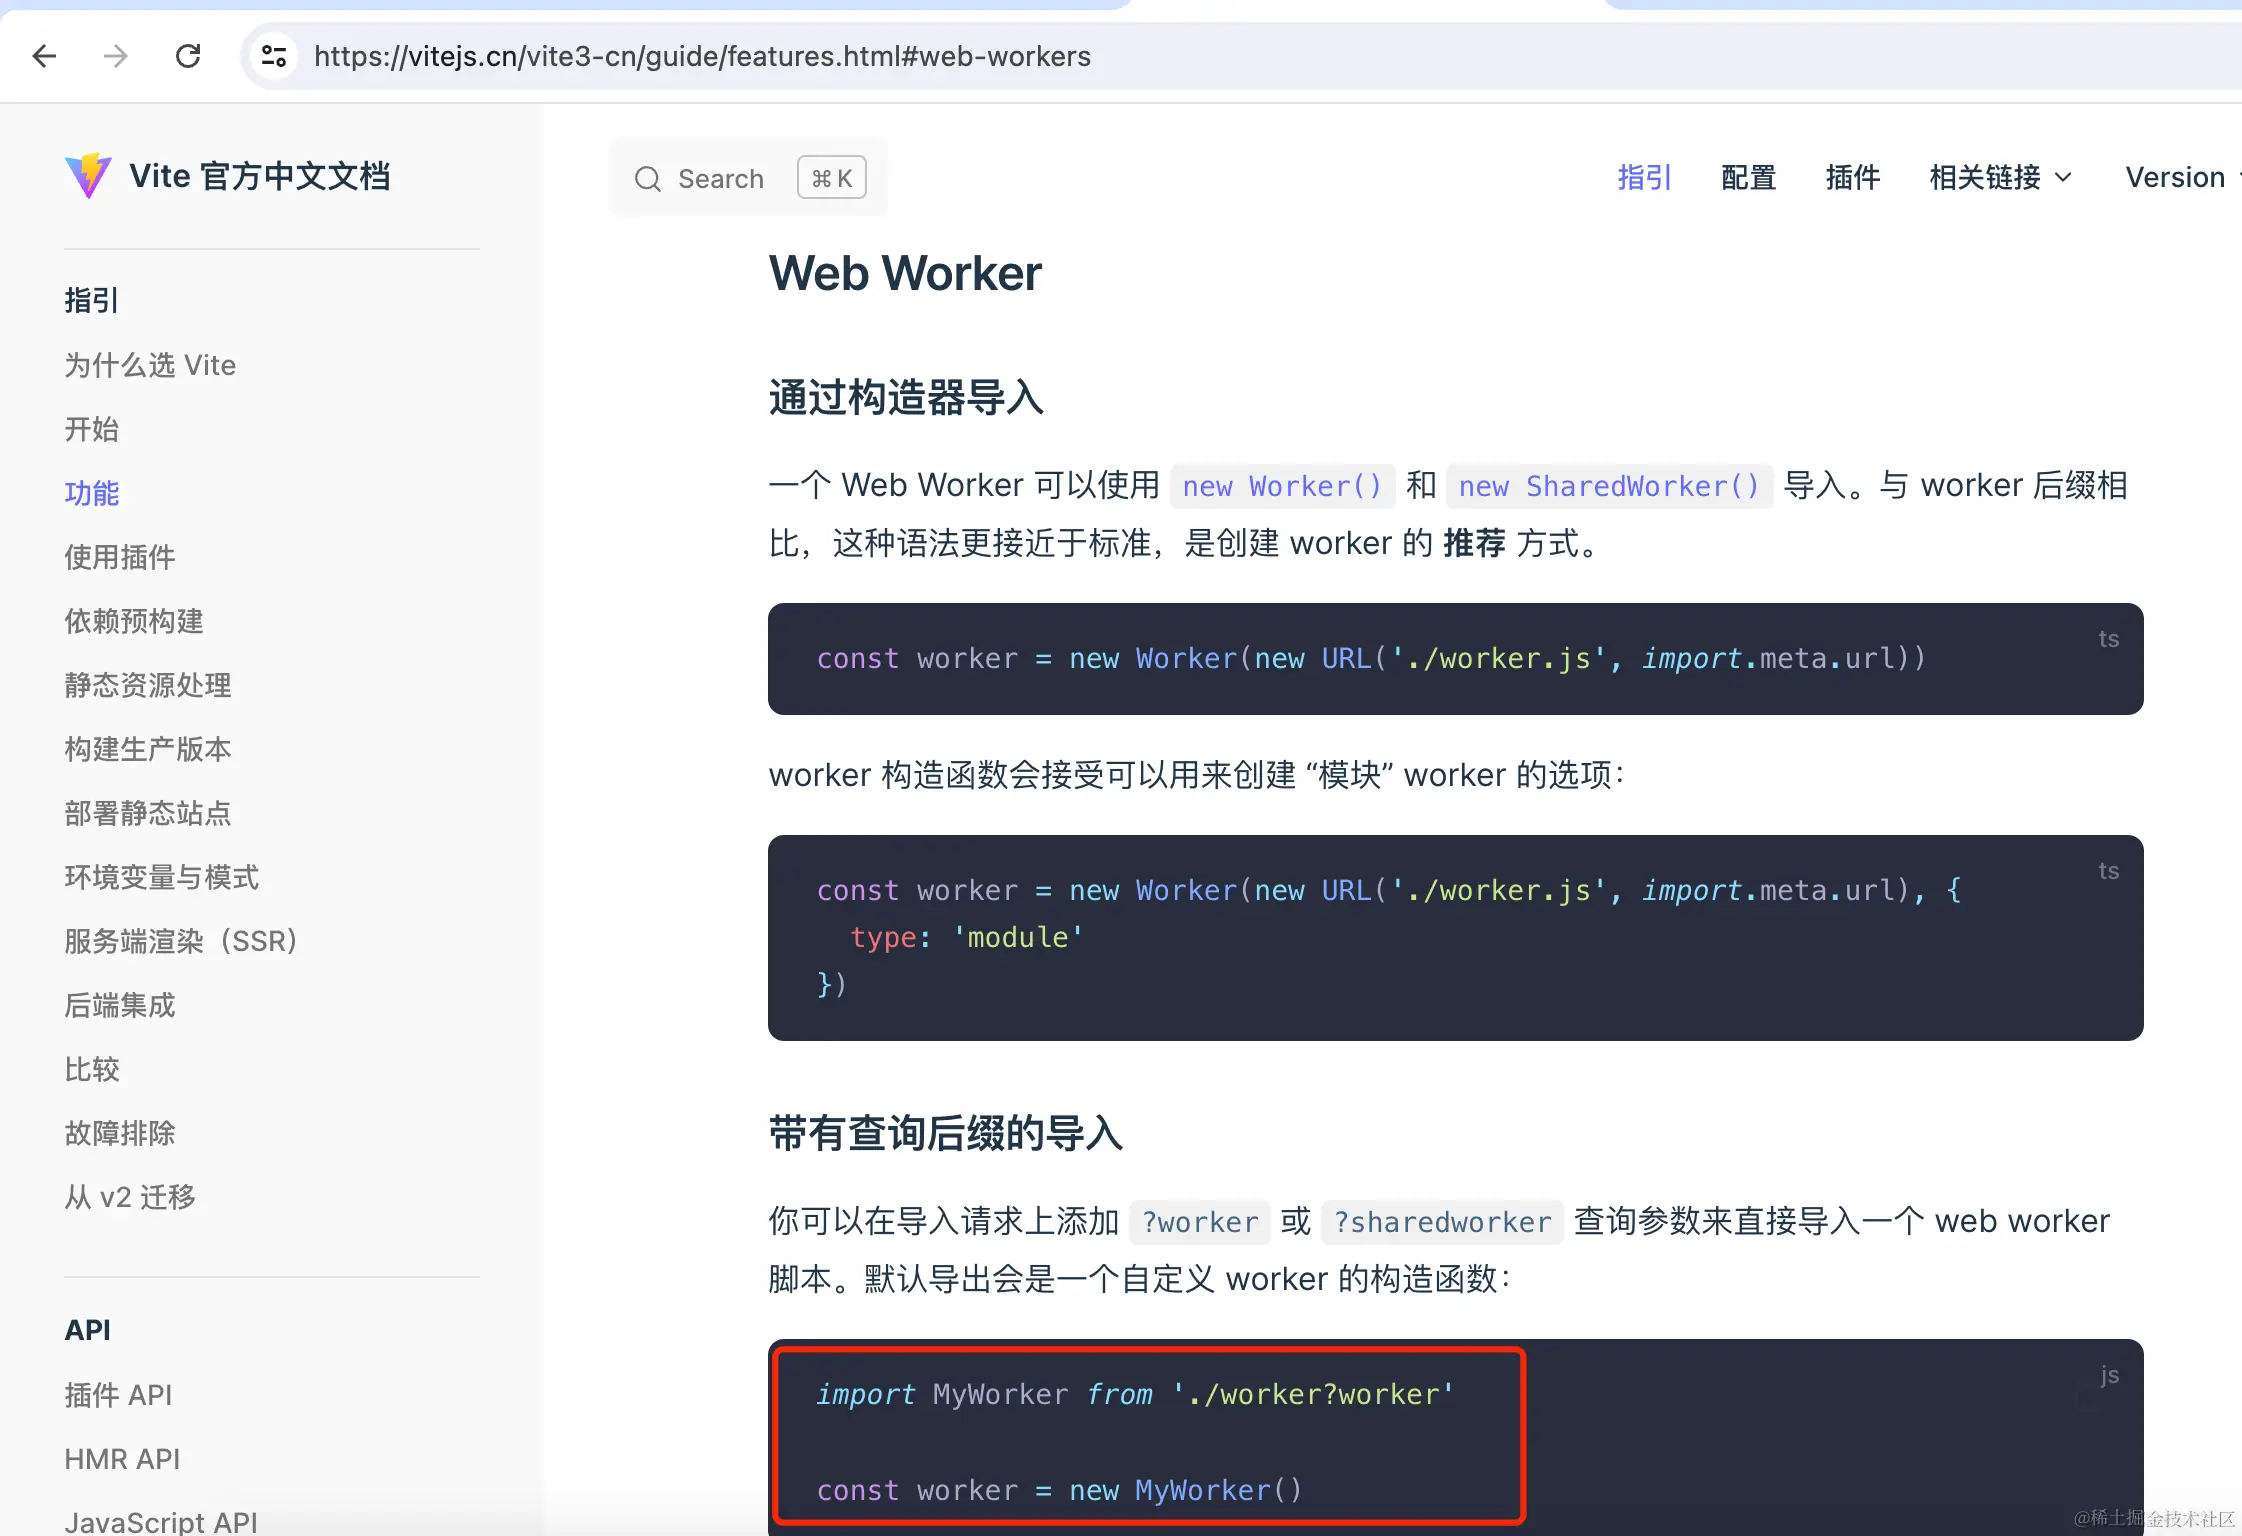 https://vitejs.cn/vite3-cn/guide/features.html#web-workers
Vite 官方中文文档
Search ⌘ K
指引 配置 插件 相关链接 Version
指引
为什么选 Vite
开始
功能
使用插件
依赖预构建
静态资源处理
构建生产版本
部署静态站点
环境变量与模式
服务端渲染（SSR）
后端集成
比较
故障排除
从 v2 迁移
API
插件 API
HMR API
JavaScript API
Web Worker
通过构造器导入
一个 Web Worker 可以使用 new Worker() 和 new SharedWorker() 导入。与 worker 后缀相
比，这种语法更接近于标准，是创建 worker 的 推荐 方式。
ts
const worker = new Worker(new URL('./worker.js', import.meta.url))
worker 构造函数会接受可以用来创建 “模块” worker 的选项：
ts
const worker = new Worker(new URL('./worker.js', import.meta.url), {
  type: 'module'
})
带有查询后缀的导入
你可以在导入请求上添加 ?worker 或 ?sharedworker 查询参数来直接导入一个 web worker
脚本。默认导出会是一个自定义 worker 的构造函数：
js
import MyWorker from './worker?worker'
const worker = new MyWorker()
@稀土掘金技术社区